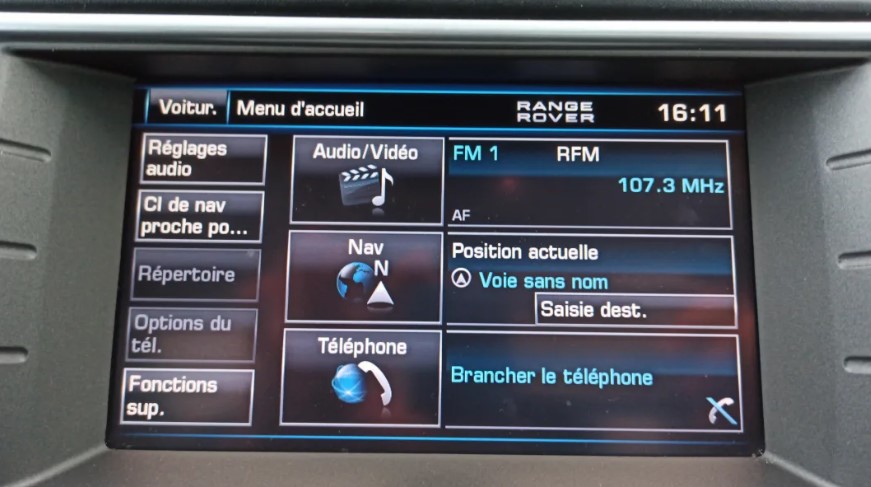 Voitur.
Menu d'accueil
RANGE
ROVER
16:11
Réglages
audio
CI de nav
proche po...
Répertoire
Options du
tél.
Fonctions
sup.
Audio/Vidéo
Nav
N
Téléphone
FM 1
RFM
107.3 MHz
AF
Position actuelle
Voie sans nom
Saisie dest.
Brancher le téléphone